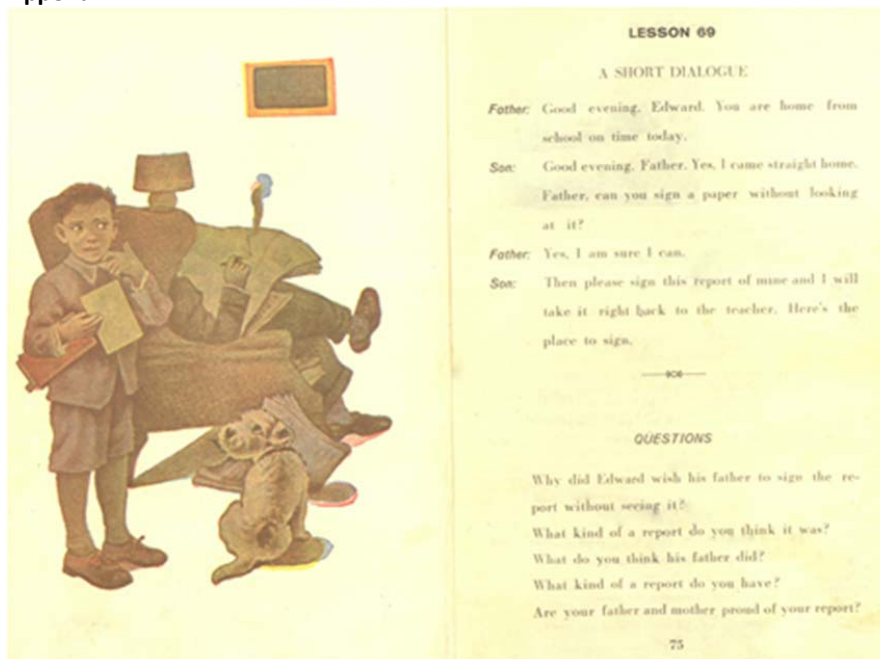 LESSON 69
A SHORT DIALOGUE
Father: Good evening, Edward. You are home from
school on time today.
Son: Good evening, Father. Yes, I came straight home.
Father, can you sign a paper without looking
at it?
Father: Yes, I am sure I can.
Son: Then please sign this report of mine and I will
take it right back to the teacher. Here's the
place to sign.
QUESTIONS
Why did Edward wish his father to sign the re-
port without seeing it?
What kind of a report do you think it was?
What do you think his father did?
What kind of a report do you have?
Are your father and mother proud of your report?
75